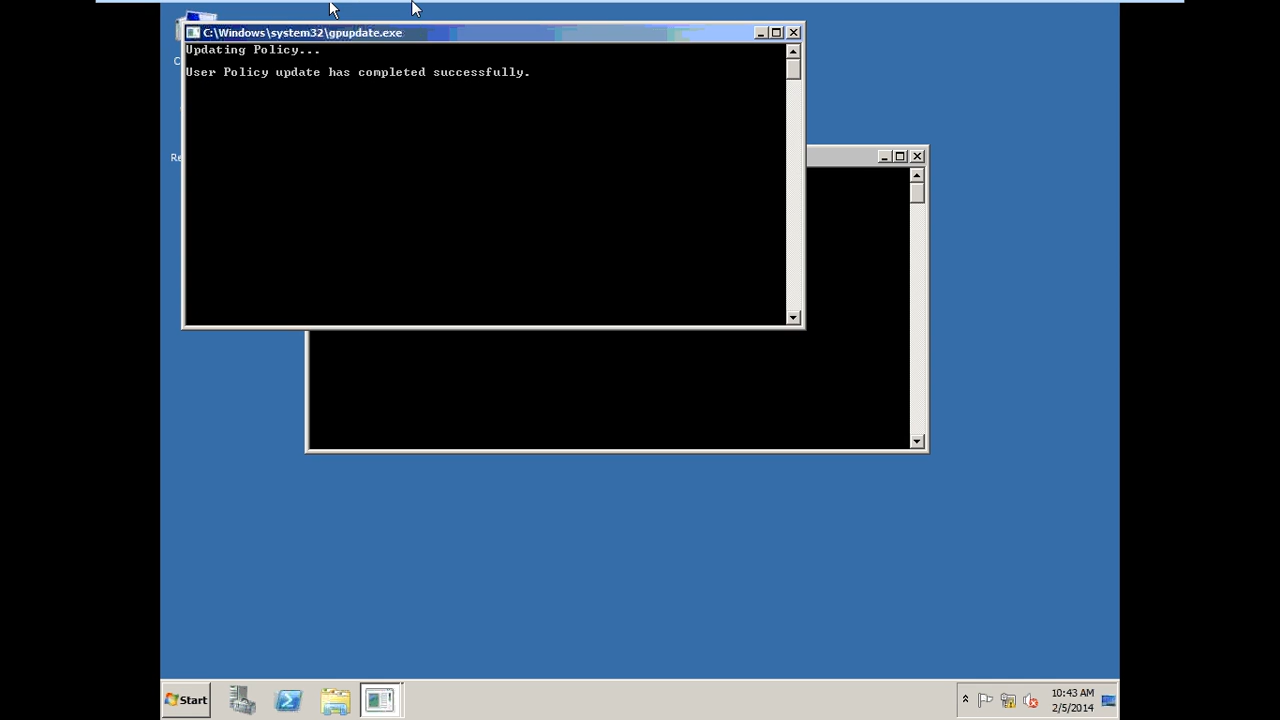 C:\Windows\system32\gpupdate.exe
Updating Policy...
User Policy update has completed successfully.
C
Re
Start
10:43 AM
2/5/2014